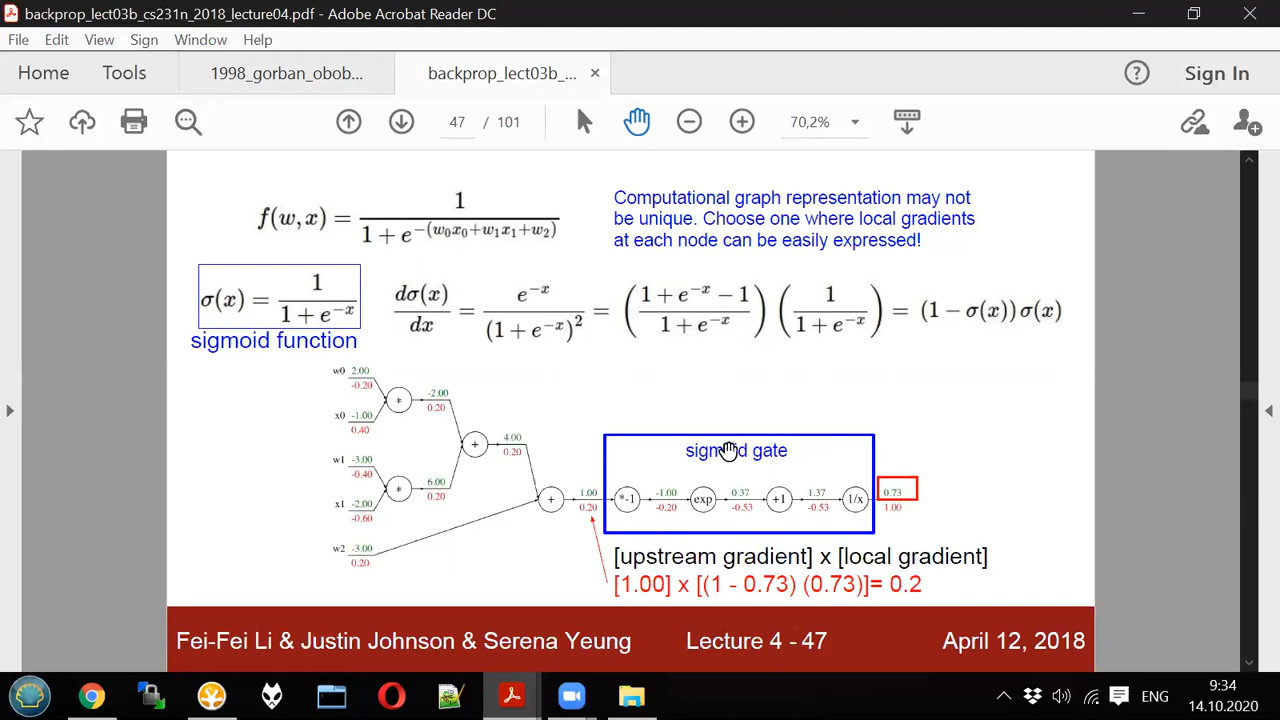 backprop_lect03b_cs231n_2018_lecture04.pdf - Adobe Acrobat Reader DC
File Edit View Sign Window Help
Home Tools 1998_gorban_obob... backprop_lect03b_... × Sign In
47 / 101 70,2%
f(w, x) = 1 / (1 + e^−(w0x0+w1x1+w2))
Computational graph representation may not
be unique. Choose one where local gradients
at each node can be easily expressed!
σ(x) = 1 / (1 + e^−x)
dσ(x)/dx = e^−x / (1 + e^−x)^2 = ((1 + e^−x − 1) / (1 + e^−x)) (1 / (1 + e^−x)) = (1 − σ(x)) σ(x)
sigmoid function
w0 2.00
-0.20
*
-2.00
0.20
x0 -1.00
0.40
+
4.00
0.20
w1 -3.00
-0.40
*
6.00
0.20
x1 -2.00
-0.60
w2 -3.00
0.20
+
1.00
0.20
sigmoid gate
*-1
-1.00
-0.20
exp
0.37
-0.53
+1
1.37
-0.53
1/x
0.73
1.00
[upstream gradient] x [local gradient]
[1.00] x [(1 - 0.73) (0.73)]= 0.2
Fei-Fei Li & Justin Johnson & Serena Yeung Lecture 4 - 47 April 12, 2018
ENG
9:34
14.10.2020